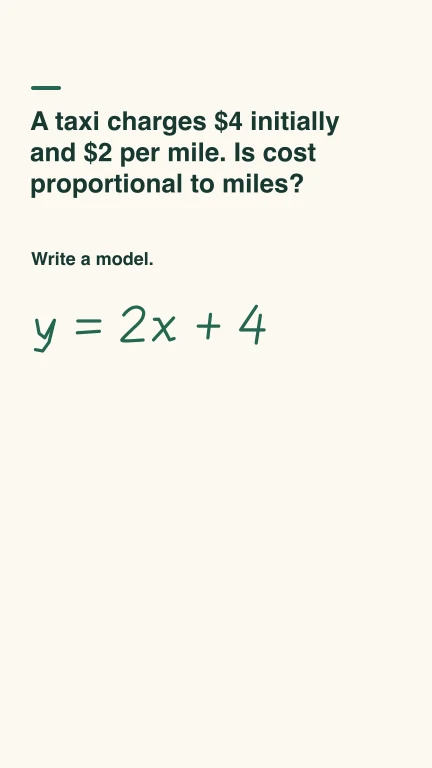 A taxi charges $4 initially
and $2 per mile. Is cost
proportional to miles?
Write a model.
y = 2x + 4